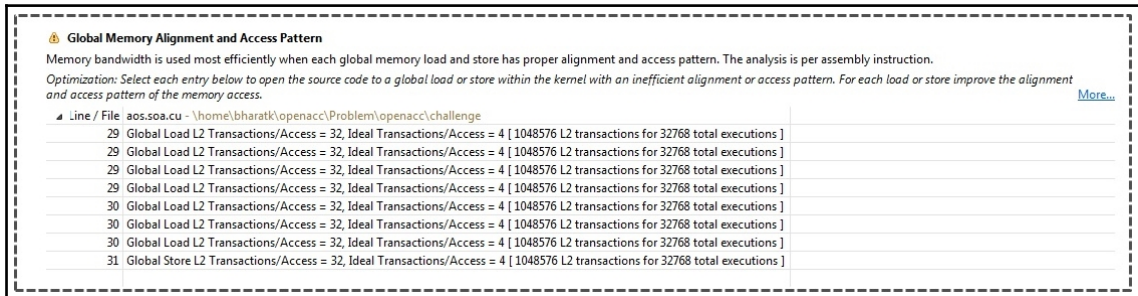 Global Memory Alignment and Access Pattern
Memory bandwidth is used most efficiently when each global memory load and store has proper alignment and access pattern. The analysis is per assembly instruction.
Optimization: Select each entry below to open the source code to a global load or store within the kernel with an inefficient alignment or access pattern. For each load or store improve the alignment
and access pattern of the memory access. More...
Line / File aos.soa.cu - \home\bharatk\openacc\Problem\openacc\challenge
29 Global Load L2 Transactions/Access = 32, Ideal Transactions/Access = 4 [ 1048576 L2 transactions for 32768 total executions ]
29 Global Load L2 Transactions/Access = 32, Ideal Transactions/Access = 4 [ 1048576 L2 transactions for 32768 total executions ]
29 Global Load L2 Transactions/Access = 32, Ideal Transactions/Access = 4 [ 1048576 L2 transactions for 32768 total executions ]
29 Global Load L2 Transactions/Access = 32, Ideal Transactions/Access = 4 [ 1048576 L2 transactions for 32768 total executions ]
30 Global Load L2 Transactions/Access = 32, Ideal Transactions/Access = 4 [ 1048576 L2 transactions for 32768 total executions ]
30 Global Load L2 Transactions/Access = 32, Ideal Transactions/Access = 4 [ 1048576 L2 transactions for 32768 total executions ]
30 Global Load L2 Transactions/Access = 32, Ideal Transactions/Access = 4 [ 1048576 L2 transactions for 32768 total executions ]
31 Global Store L2 Transactions/Access = 32, Ideal Transactions/Access = 4 [ 1048576 L2 transactions for 32768 total executions ]